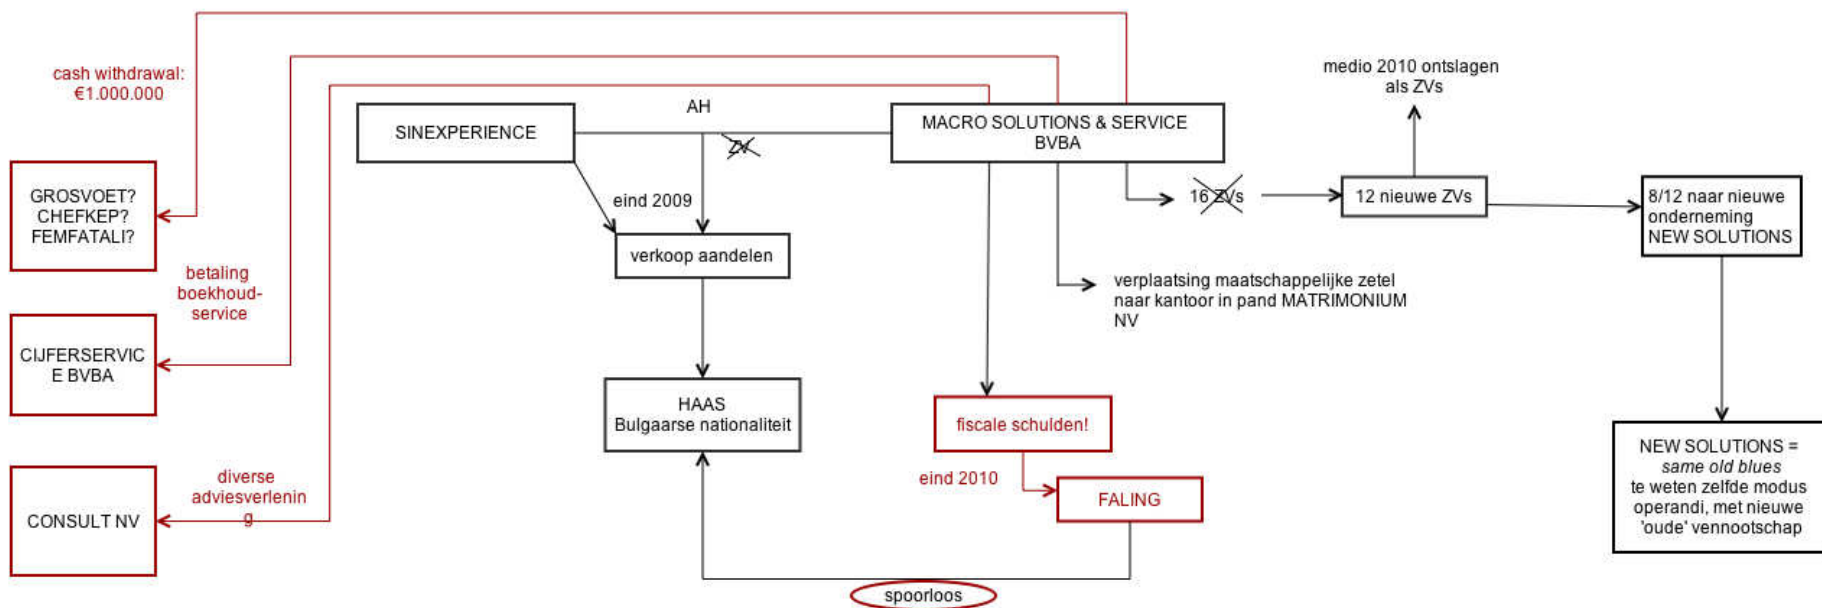 cash withdrawal:
€1.000.000
GROSVOET?
CHEFKEP?
FEMFATALI?
betaling
boekhoud-
service
CIJFERSERVIC
E BVBA
diverse
adviesverlenin
g
CONSULT NV
SINEXPERIENCE
AH
ZV
MACRO SOLUTIONS & SERVICE
BVBA
eind 2009
verkoop aandelen
HAAS
Bulgaarse nationaliteit
fiscale schulden!
eind 2010
FALING
spoorloos
16 ZVs
verplaatsing maatschappelijke zetel
naar kantoor in pand MATRIMONIUM
NV
medio 2010 ontslagen
als ZVs
12 nieuwe ZVs
8/12 naar nieuwe
onderneming
NEW SOLUTIONS
NEW SOLUTIONS =
same old blues
te weten zelfde modus
operandi, met nieuwe
'oude' vennootschap